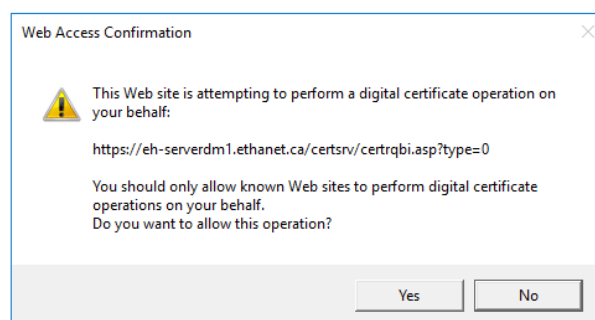 Web Access Confirmation
This Web site is attempting to perform a digital certificate operation on
your behalf:
https://eh-serverdm1.ethanet.ca/certsrv/certrqbi.asp?type=0
You should only allow known Web sites to perform digital certificate
operations on your behalf.
Do you want to allow this operation?
Yes No